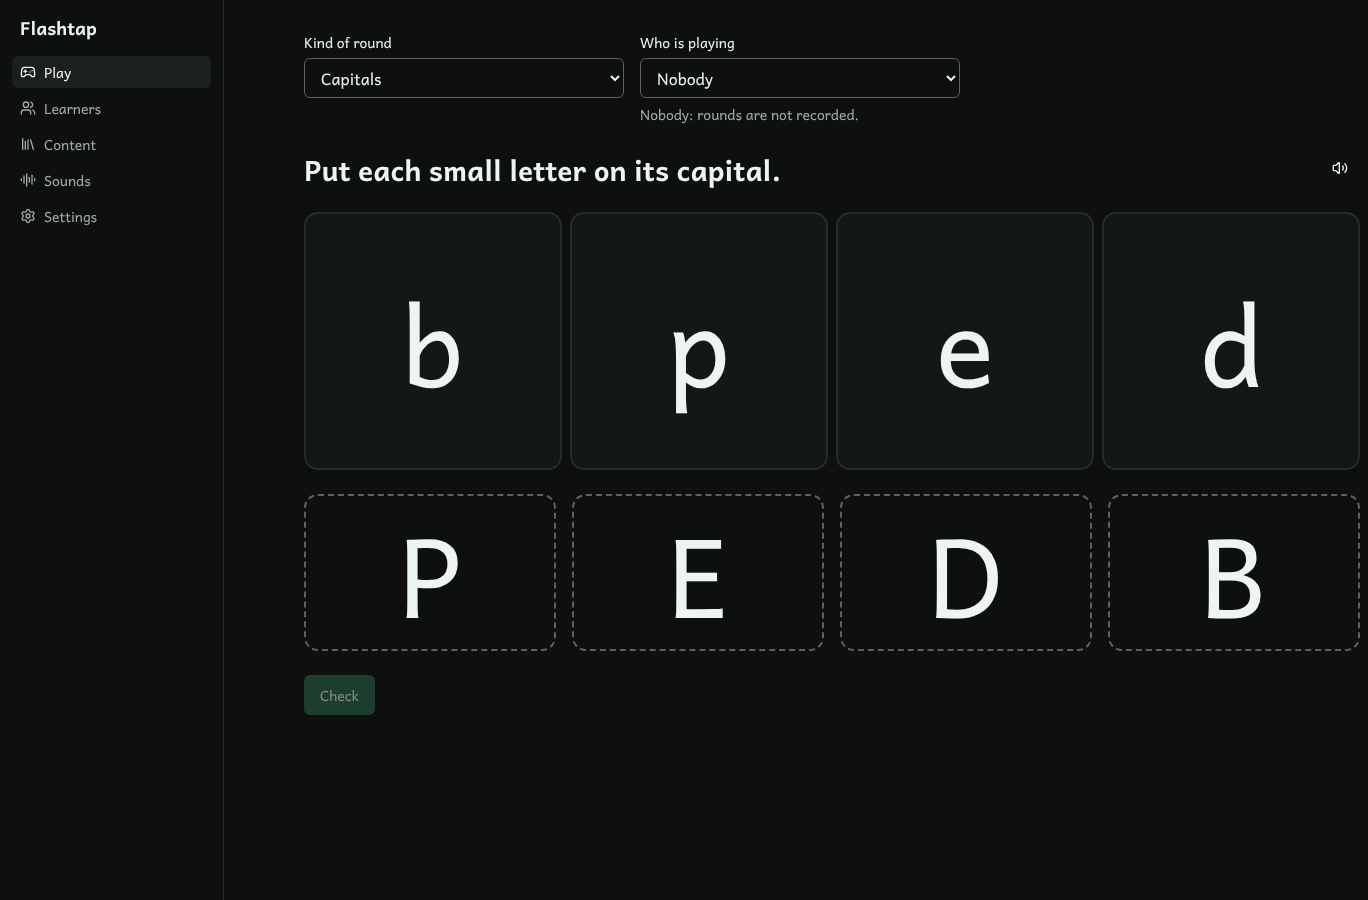 Flashtap
Play
Learners
Content
Sounds
Settings
Kind of round
Who is playing
Capitals
Nobody
Nobody: rounds are not recorded.
Put each small letter on its capital.
b p e d
P E D B
Check